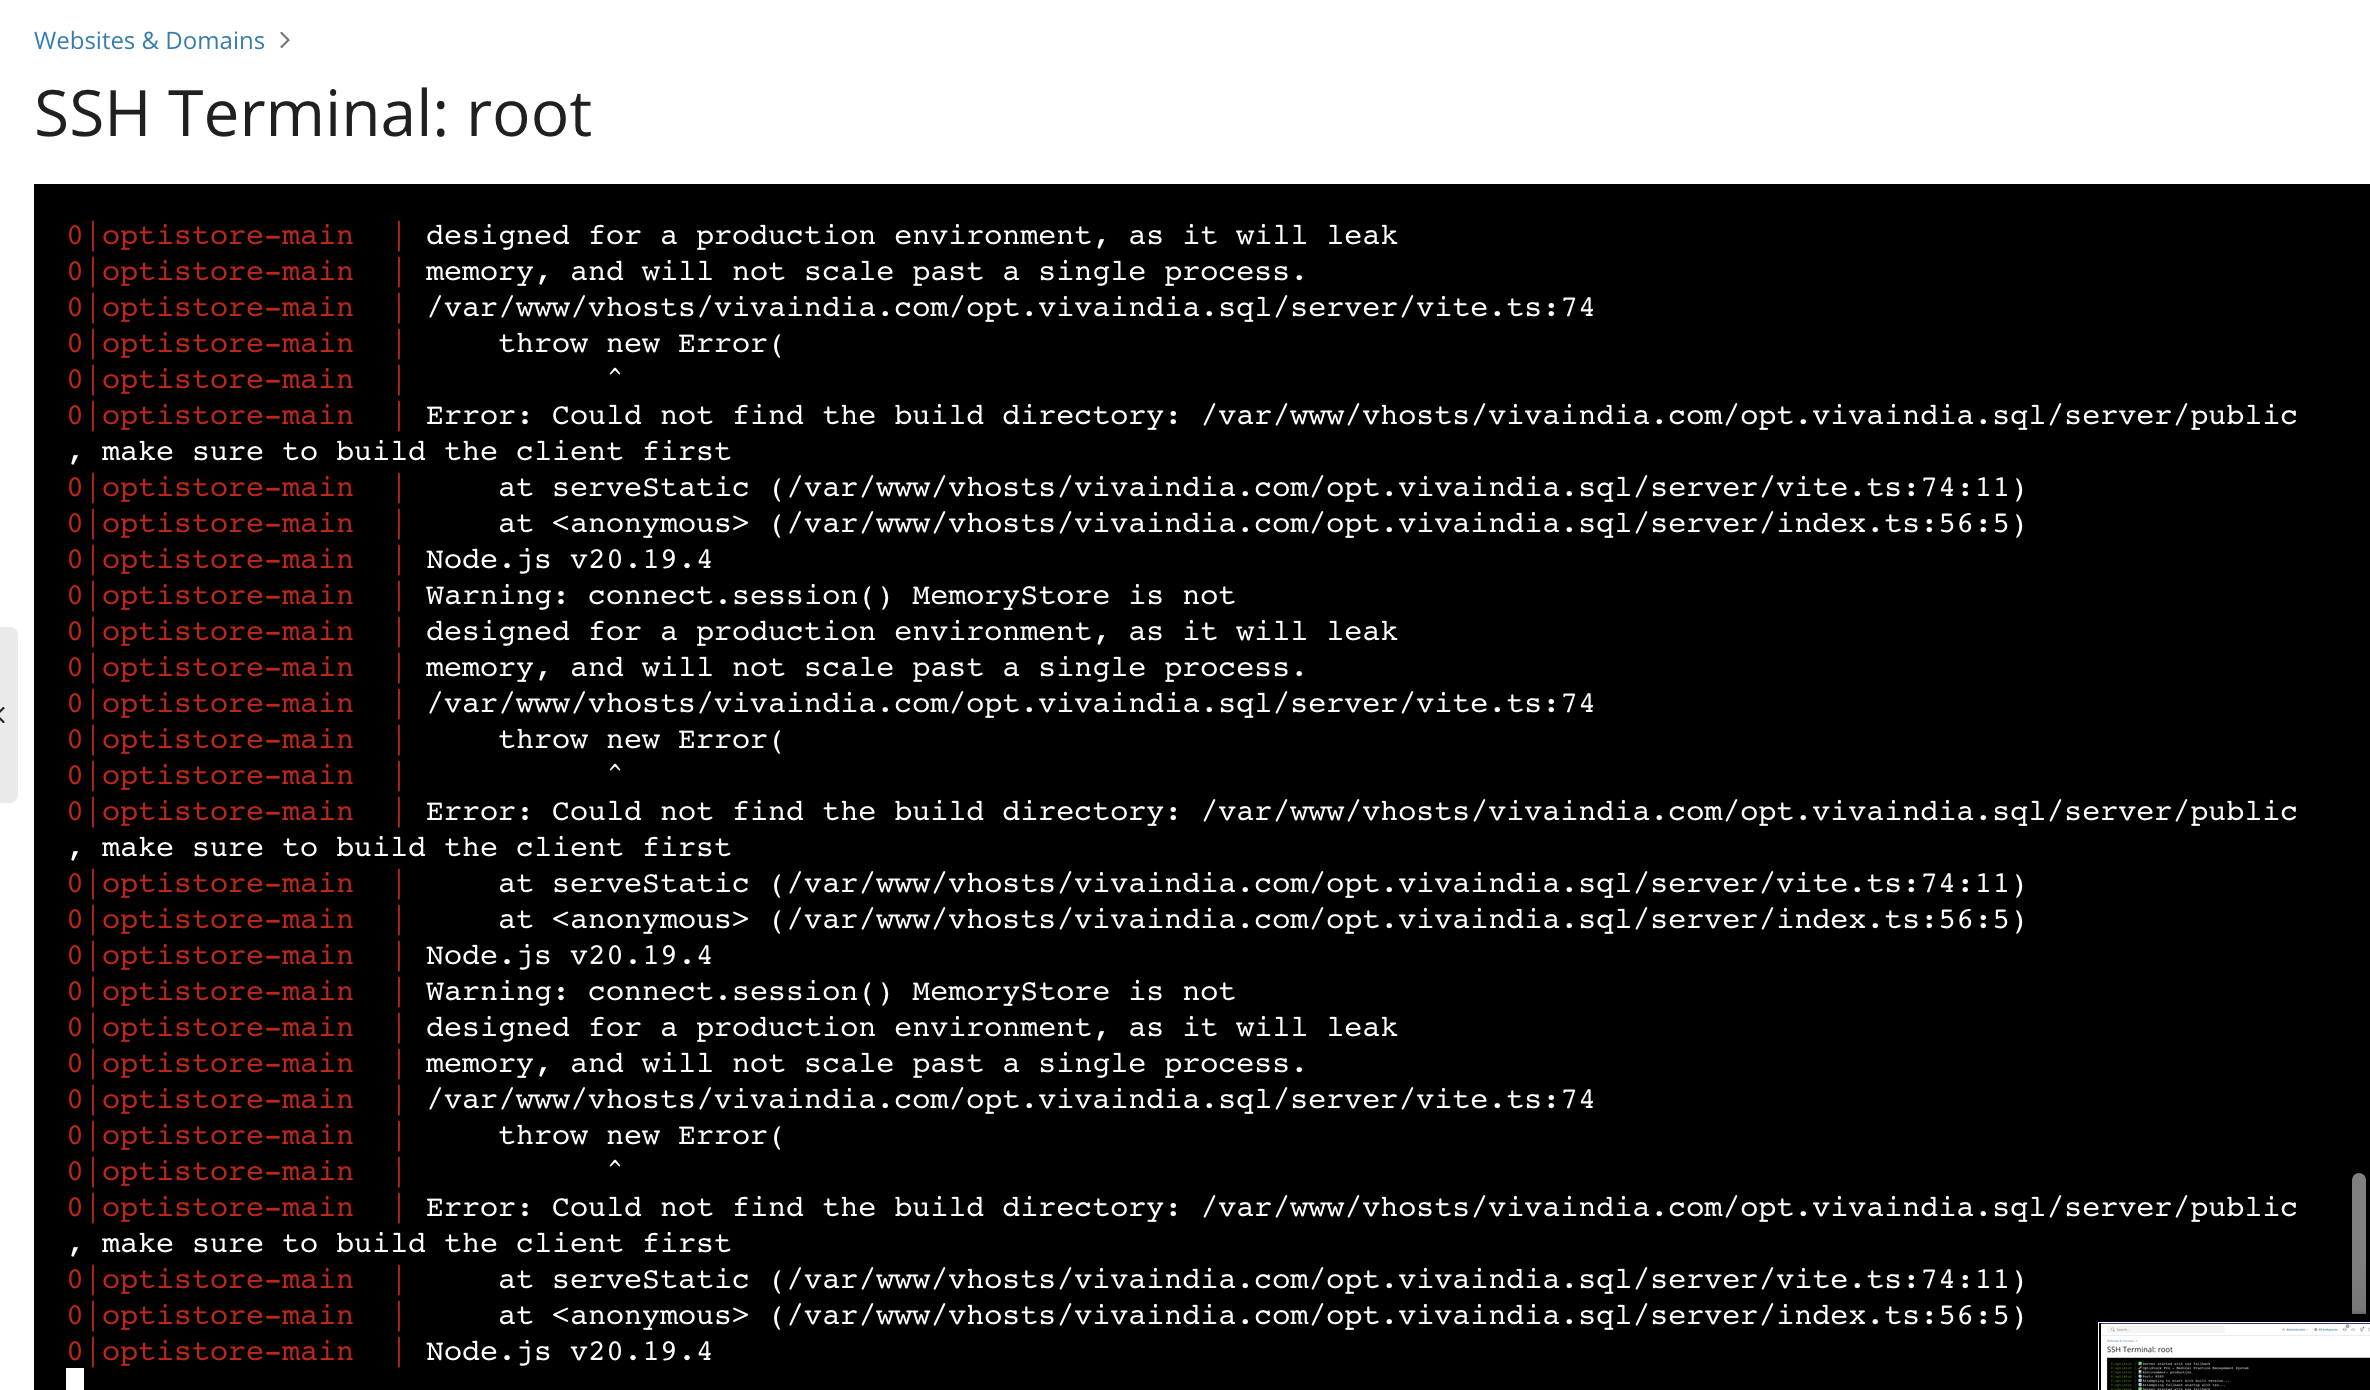 Websites & Domains >
SSH Terminal: root
0|optistore-main  | designed for a production environment, as it will leak
0|optistore-main  | memory, and will not scale past a single process.
0|optistore-main  | /var/www/vhosts/vivaindia.com/opt.vivaindia.sql/server/vite.ts:74
0|optistore-main  |     throw new Error(
0|optistore-main  |           ^
0|optistore-main  | Error: Could not find the build directory: /var/www/vhosts/vivaindia.com/opt.vivaindia.sql/server/public
, make sure to build the client first
0|optistore-main  |     at serveStatic (/var/www/vhosts/vivaindia.com/opt.vivaindia.sql/server/vite.ts:74:11)
0|optistore-main  |     at <anonymous> (/var/www/vhosts/vivaindia.com/opt.vivaindia.sql/server/index.ts:56:5)
0|optistore-main  | Node.js v20.19.4
0|optistore-main  | Warning: connect.session() MemoryStore is not
0|optistore-main  | designed for a production environment, as it will leak
0|optistore-main  | memory, and will not scale past a single process.
0|optistore-main  | /var/www/vhosts/vivaindia.com/opt.vivaindia.sql/server/vite.ts:74
0|optistore-main  |     throw new Error(
0|optistore-main  |           ^
0|optistore-main  | Error: Could not find the build directory: /var/www/vhosts/vivaindia.com/opt.vivaindia.sql/server/public
, make sure to build the client first
0|optistore-main  |     at serveStatic (/var/www/vhosts/vivaindia.com/opt.vivaindia.sql/server/vite.ts:74:11)
0|optistore-main  |     at <anonymous> (/var/www/vhosts/vivaindia.com/opt.vivaindia.sql/server/index.ts:56:5)
0|optistore-main  | Node.js v20.19.4
0|optistore-main  | Warning: connect.session() MemoryStore is not
0|optistore-main  | designed for a production environment, as it will leak
0|optistore-main  | memory, and will not scale past a single process.
0|optistore-main  | /var/www/vhosts/vivaindia.com/opt.vivaindia.sql/server/vite.ts:74
0|optistore-main  |     throw new Error(
0|optistore-main  |           ^
0|optistore-main  | Error: Could not find the build directory: /var/www/vhosts/vivaindia.com/opt.vivaindia.sql/server/public
, make sure to build the client first
0|optistore-main  |     at serveStatic (/var/www/vhosts/vivaindia.com/opt.vivaindia.sql/server/vite.ts:74:11)
0|optistore-main  |     at <anonymous> (/var/www/vhosts/vivaindia.com/opt.vivaindia.sql/server/index.ts:56:5)
0|optistore-main  | Node.js v20.19.4
SSH Terminal: root